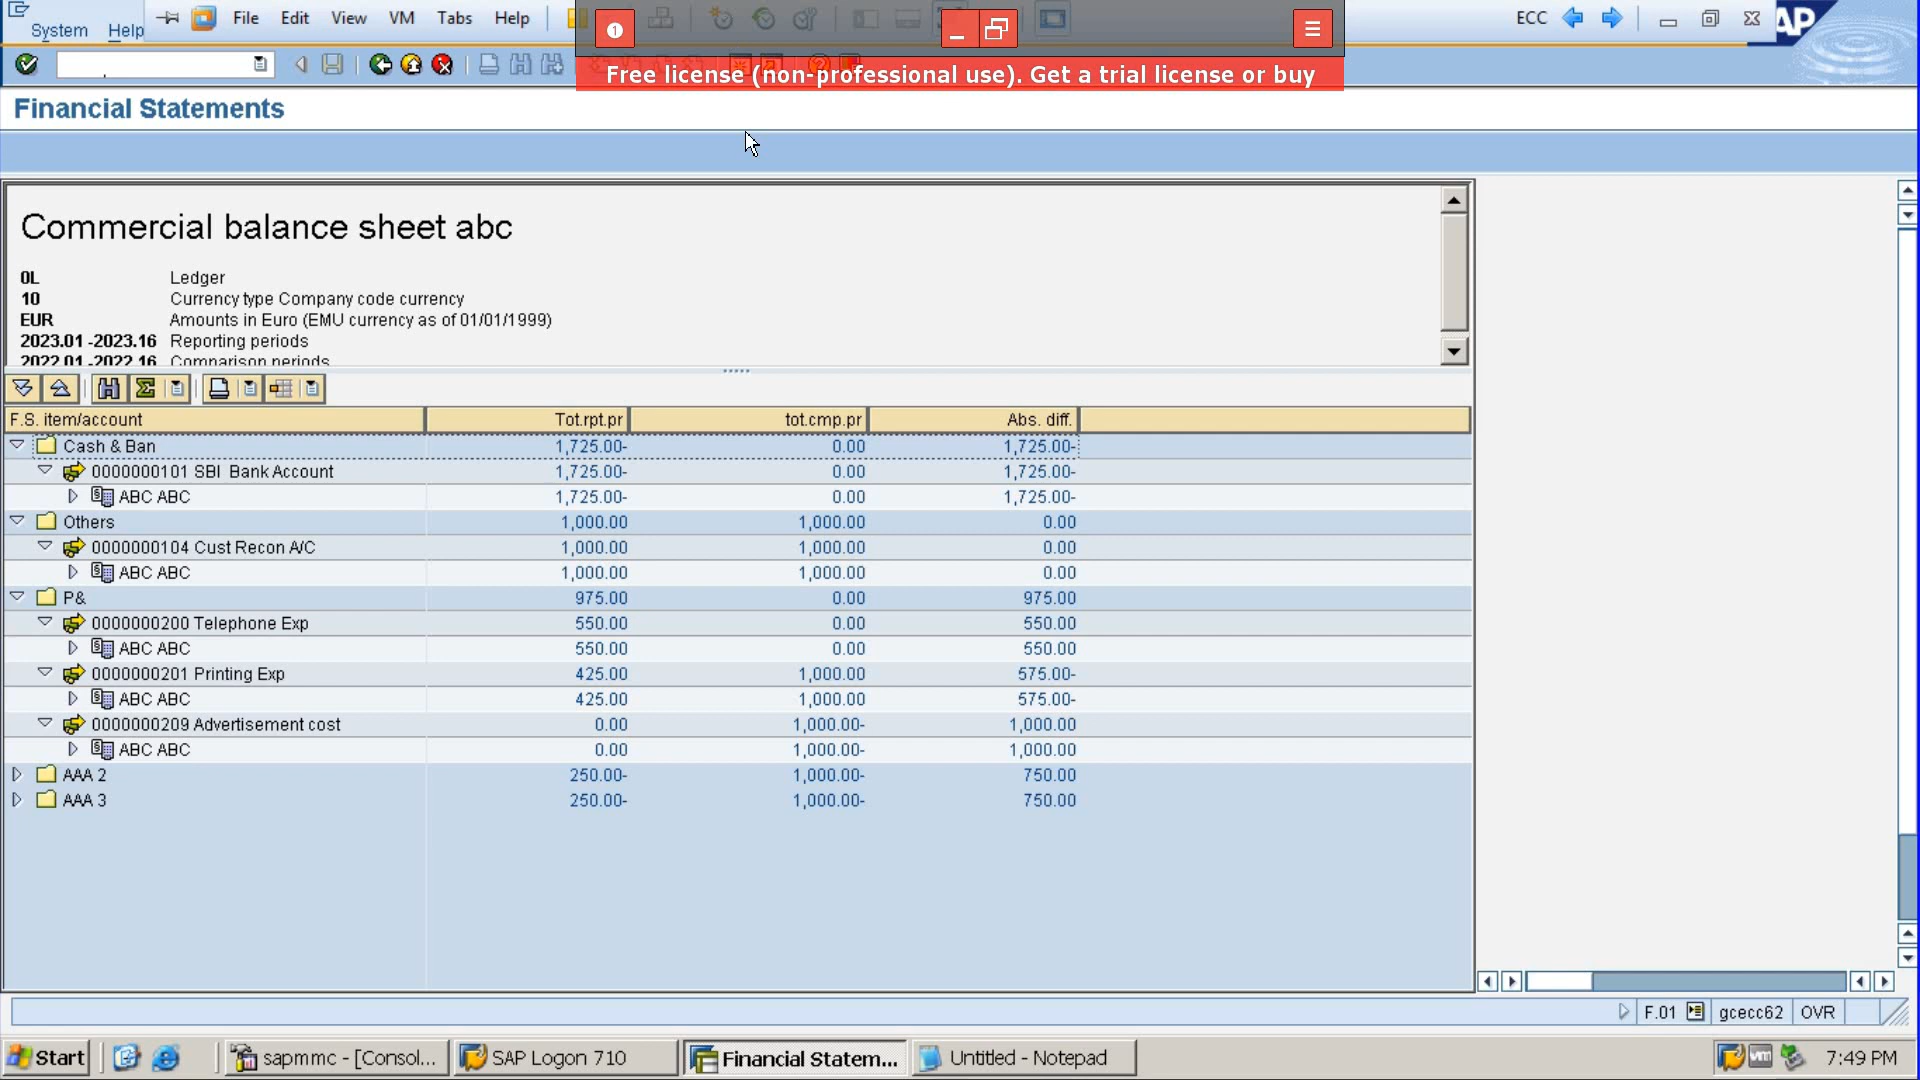 System Help
File Edit View VM Tabs Help
ECC
Free license (non-professional use). Get a trial license or buy
Financial Statements
Commercial balance sheet abc
0L Ledger
10 Currency type Company code currency
EUR Amounts in Euro (EMU currency as of 01/01/1999)
2023.01 -2023.16 Reporting periods
2022.01 -2022.16 Comparison periods
F.S. item/account Tot.rpt.pr tot.cmp.pr Abs. diff.
Cash & Ban 1,725.00- 0.00 1,725.00-
0000000101 SBI Bank Account 1,725.00- 0.00 1,725.00-
ABC ABC 1,725.00- 0.00 1,725.00-
Others 1,000.00 1,000.00 0.00
0000000104 Cust Recon A/C 1,000.00 1,000.00 0.00
ABC ABC 1,000.00 1,000.00 0.00
P& 975.00 0.00 975.00
0000000200 Telephone Exp 550.00 0.00 550.00
ABC ABC 550.00 0.00 550.00
0000000201 Printing Exp 425.00 1,000.00 575.00-
ABC ABC 425.00 1,000.00 575.00-
0000000209 Advertisement cost 0.00 1,000.00- 1,000.00
ABC ABC 0.00 1,000.00- 1,000.00
AAA 2 250.00- 1,000.00- 750.00
AAA 3 250.00- 1,000.00- 750.00
F.01 gcecc62 OVR
Start sapmmc - [Consol... SAP Logon 710 Financial Statem... Untitled - Notepad 7:49 PM